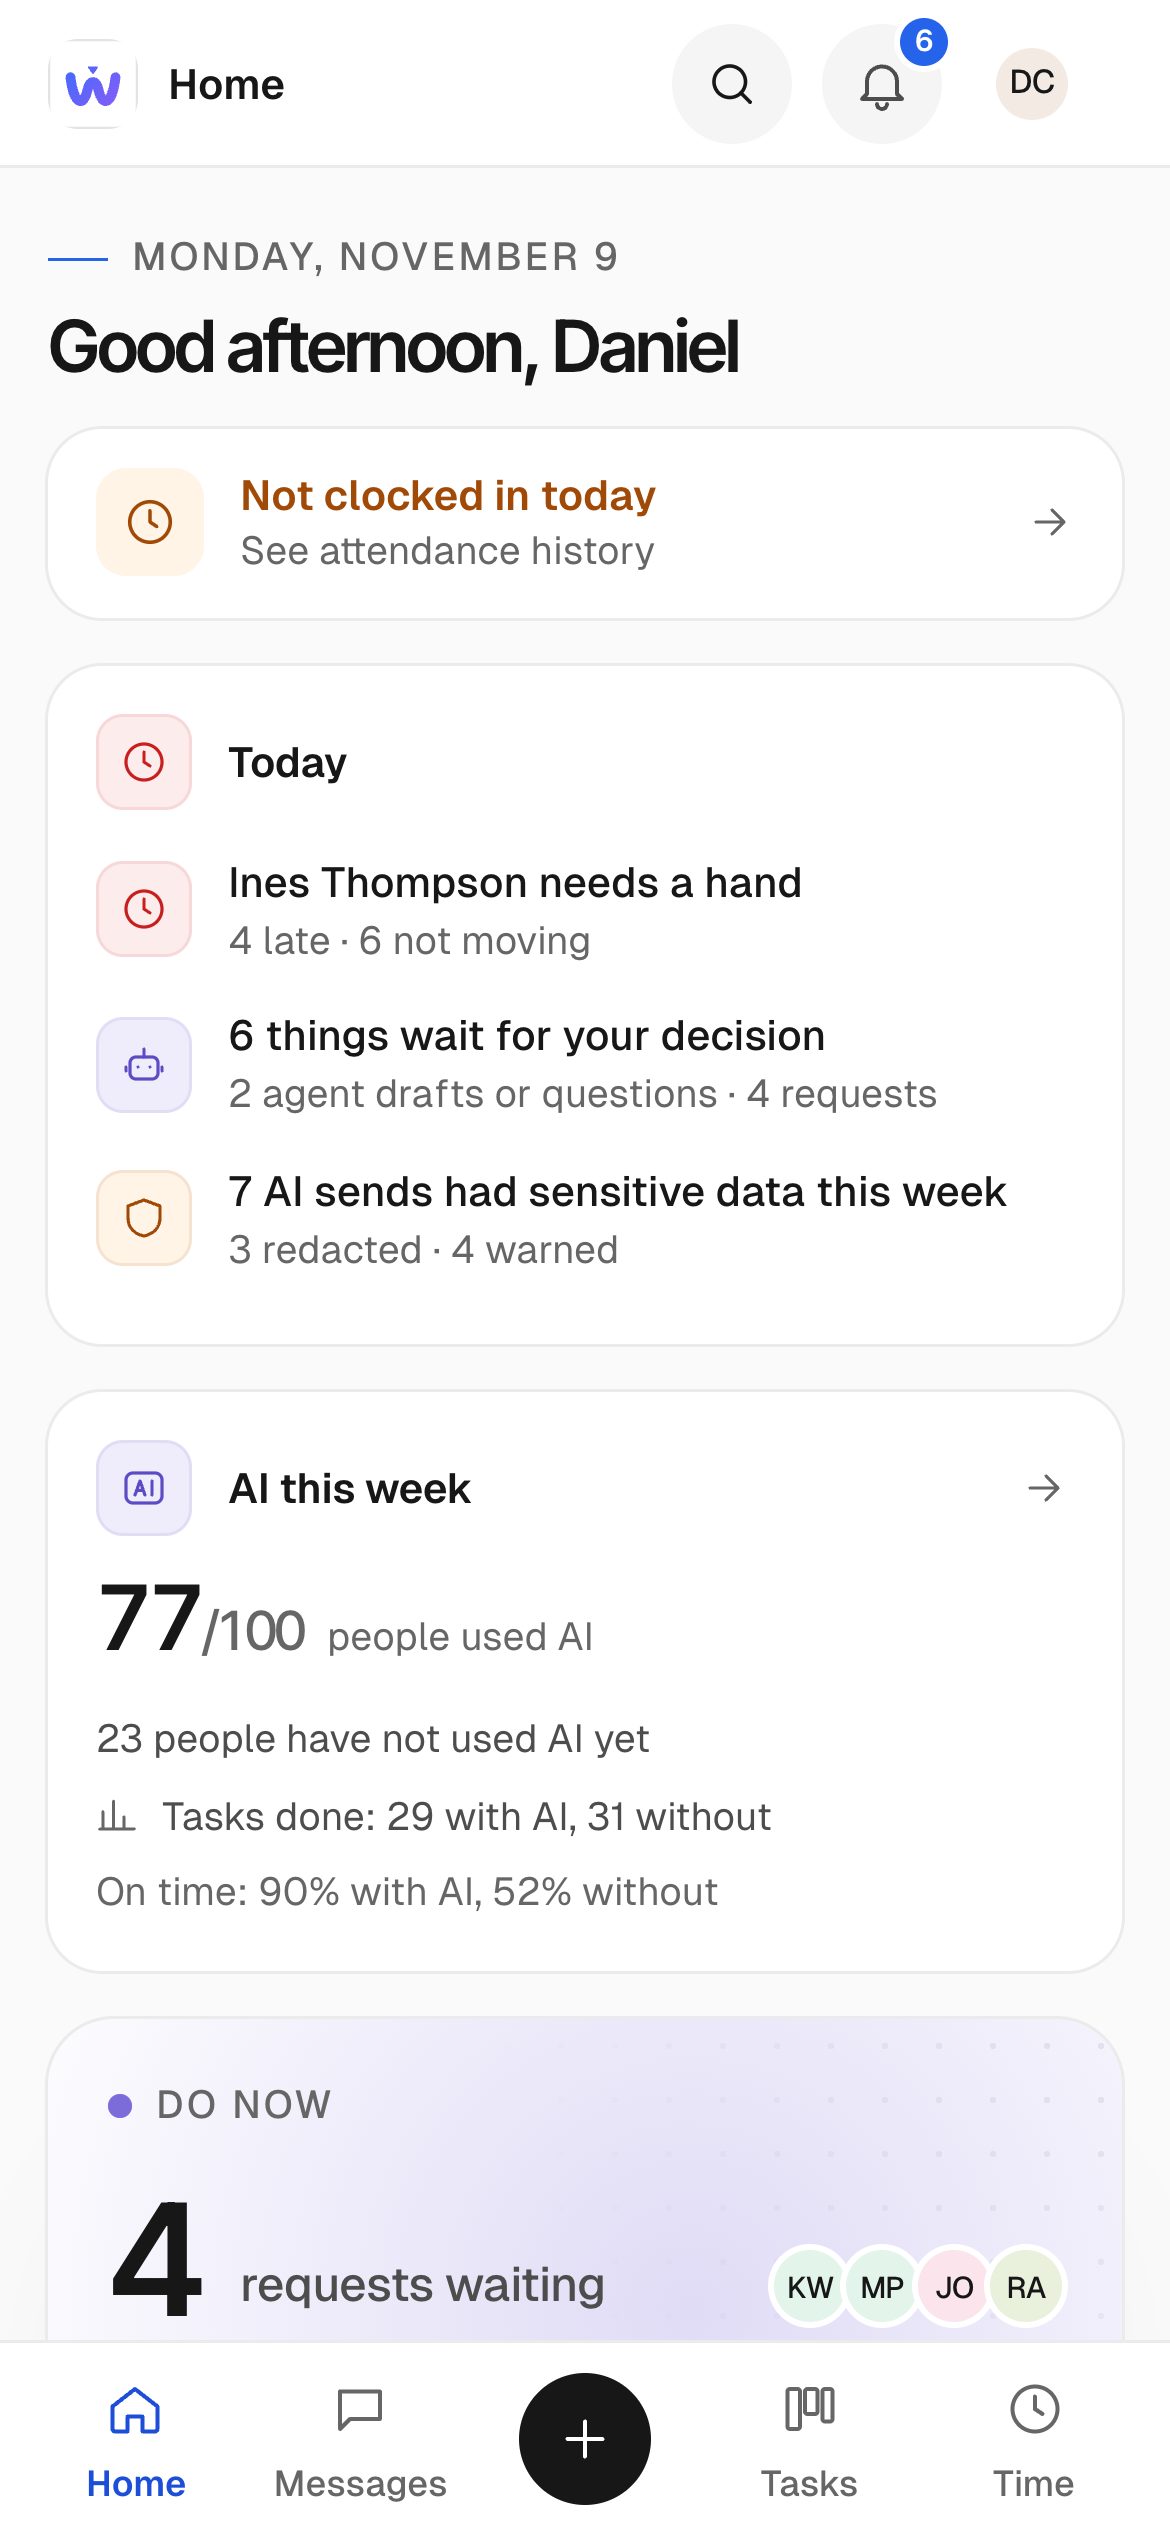 Home
6
DC
MONDAY, NOVEMBER 9
Good afternoon, Daniel
Not clocked in today
See attendance history
Today
Ines Thompson needs a hand
4 late · 6 not moving
6 things wait for your decision
2 agent drafts or questions · 4 requests
7 AI sends had sensitive data this week
3 redacted · 4 warned
AI
AI this week
77/100 people used AI
23 people have not used AI yet
Tasks done: 29 with AI, 31 without
On time: 90% with AI, 52% without
DO NOW
4 requests waiting
KW MP JO RA
Home
Messages
Tasks
Time